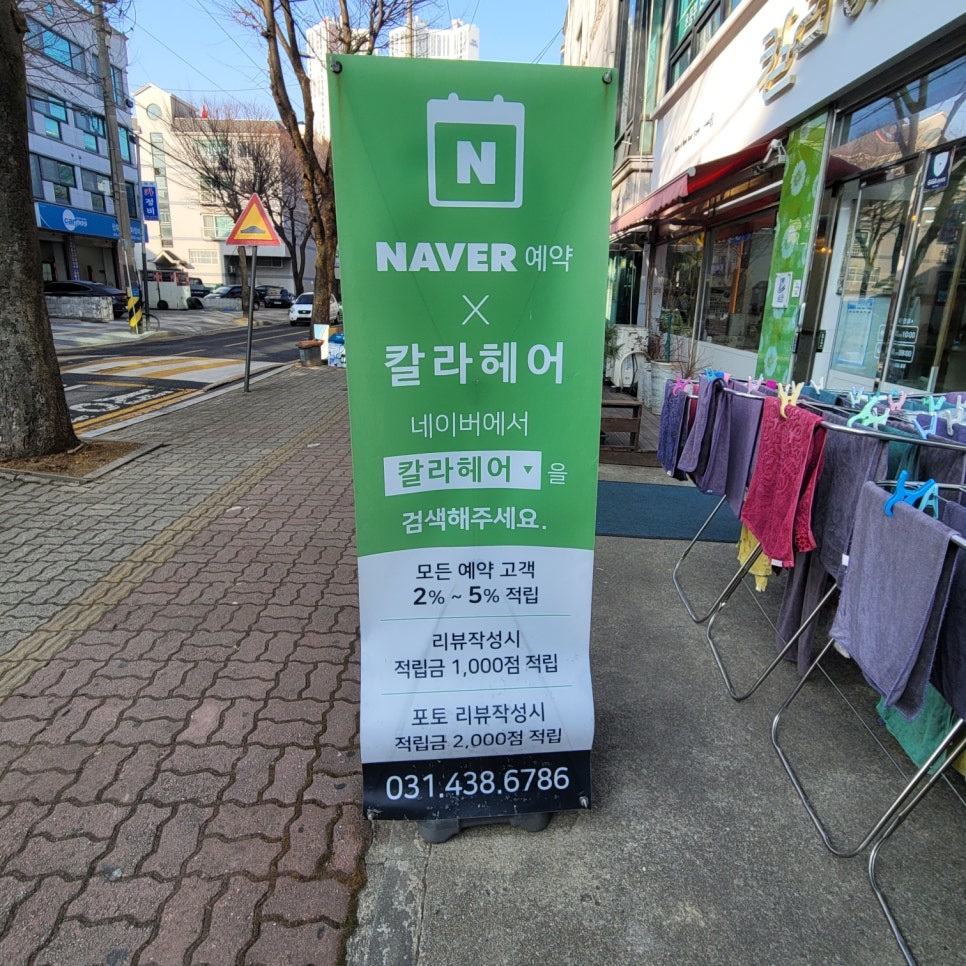 N
NAVER 예약
X
칼라헤어
네이버에서
칼라헤어▼을
검색해주세요.
모든 예약 고객
2% ~ 5% 적립
리뷰작성시
적립금 1,000점 적립
포토 리뷰작성시
적립금 2,000점 적립
031.438.6786
정비